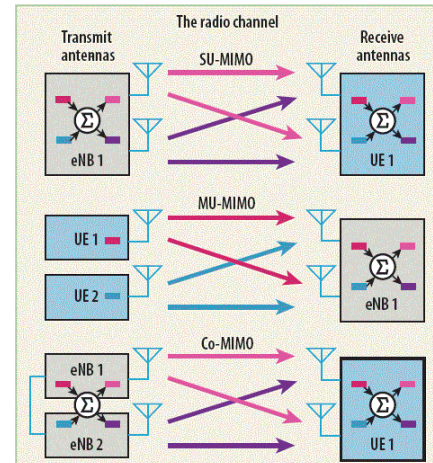 The radio channel
Transmit
antennas
Receive
antennas
SU-MIMO
Σ
eNB 1
Σ
UE 1
MU-MIMO
UE 1
UE 2
Σ
eNB 1
Co-MIMO
eNB 1
Σ
eNB 2
Σ
UE 1